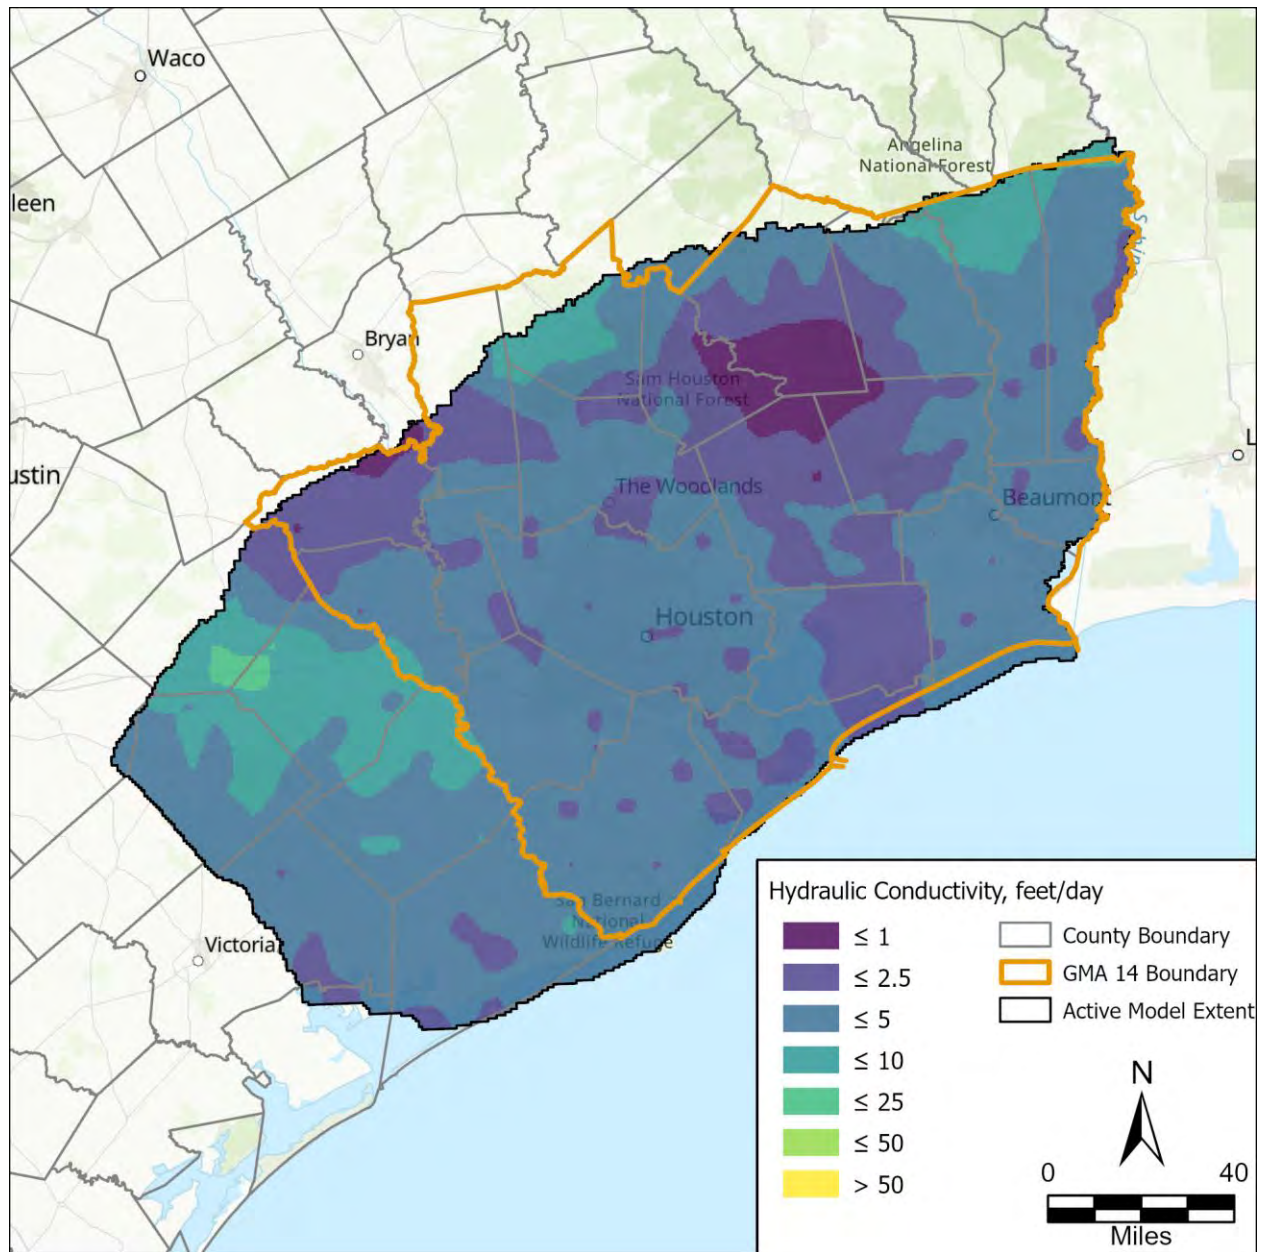 Waco
Angelina
National Forest
leen
Sabin
Bryan
Sam Houston
National Forest
L
ustin
The Woodlands
Beaumont
Houston
San Bernard
National
Wildlife Refuge
Victoria
Hydraulic Conductivity, feet/day
≤ 1
≤ 2.5
≤ 5
≤ 10
≤ 25
≤ 50
> 50
County Boundary
GMA 14 Boundary
Active Model Extent
N
0 40
Miles